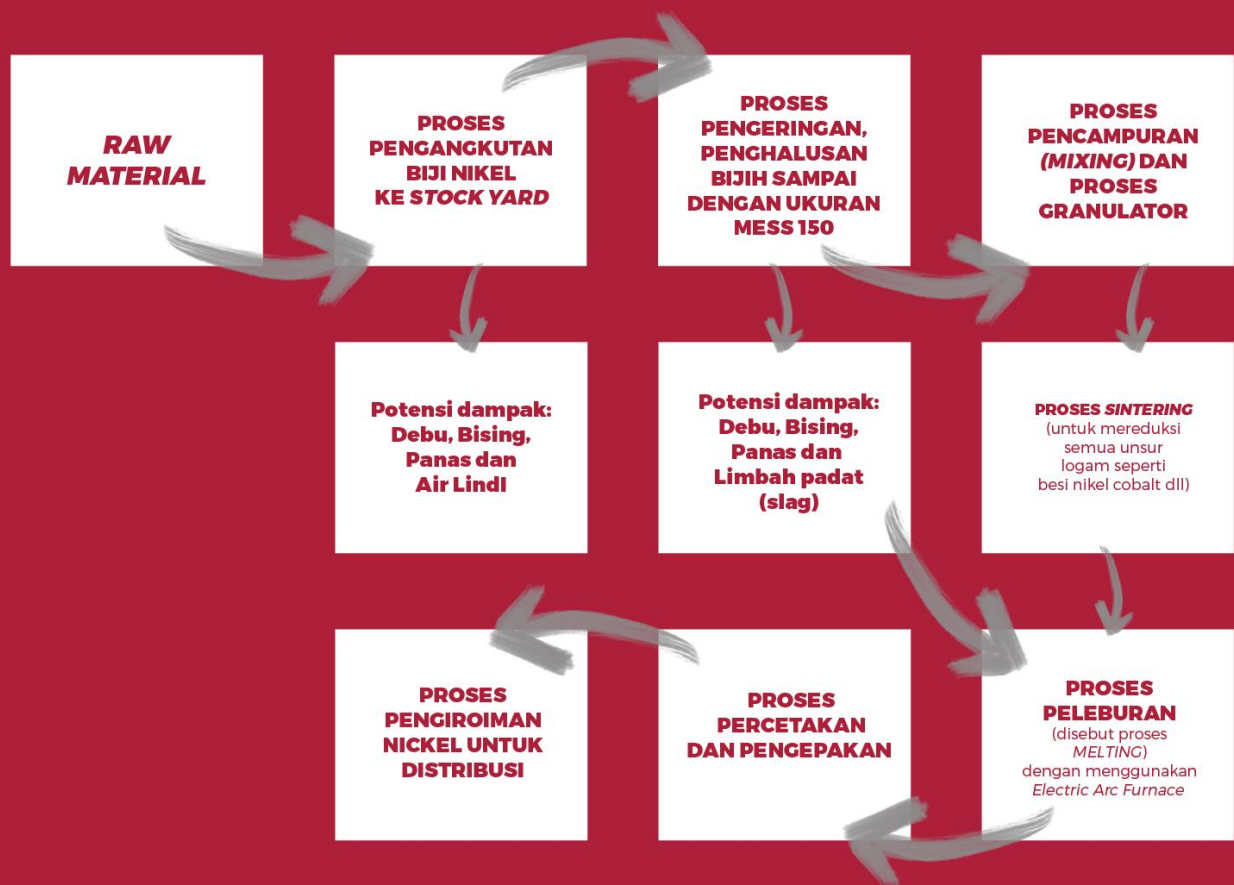 RAW
MATERIAL
PROSES
PENGANGKUTAN
BIJI NIKEL
KE STOCK YARD
PROSES
PENGERINGAN,
PENGHALUSAN
BIJIH SAMPAI
DENGAN UKURAN
MESS 150
PROSES
PENCAMPURAN
(MIXING) DAN
PROSES
GRANULATOR
Potensi dampak:
Debu, Bising,
Panas dan
Air LindI
Potensi dampak:
Debu, Bising,
Panas dan
Limbah padat
(slag)
PROSES SINTERING
(untuk mereduksi
semua unsur
logam seperti
besi nikel cobalt dll)
PROSES
PENGIROIMAN
NICKEL UNTUK
DISTRIBUSI
PROSES
PERCETAKAN
DAN PENGEPAKAN
PROSES
PELEBURAN
(disebut proses
MELTING)
dengan menggunakan
Electric Arc Furnace